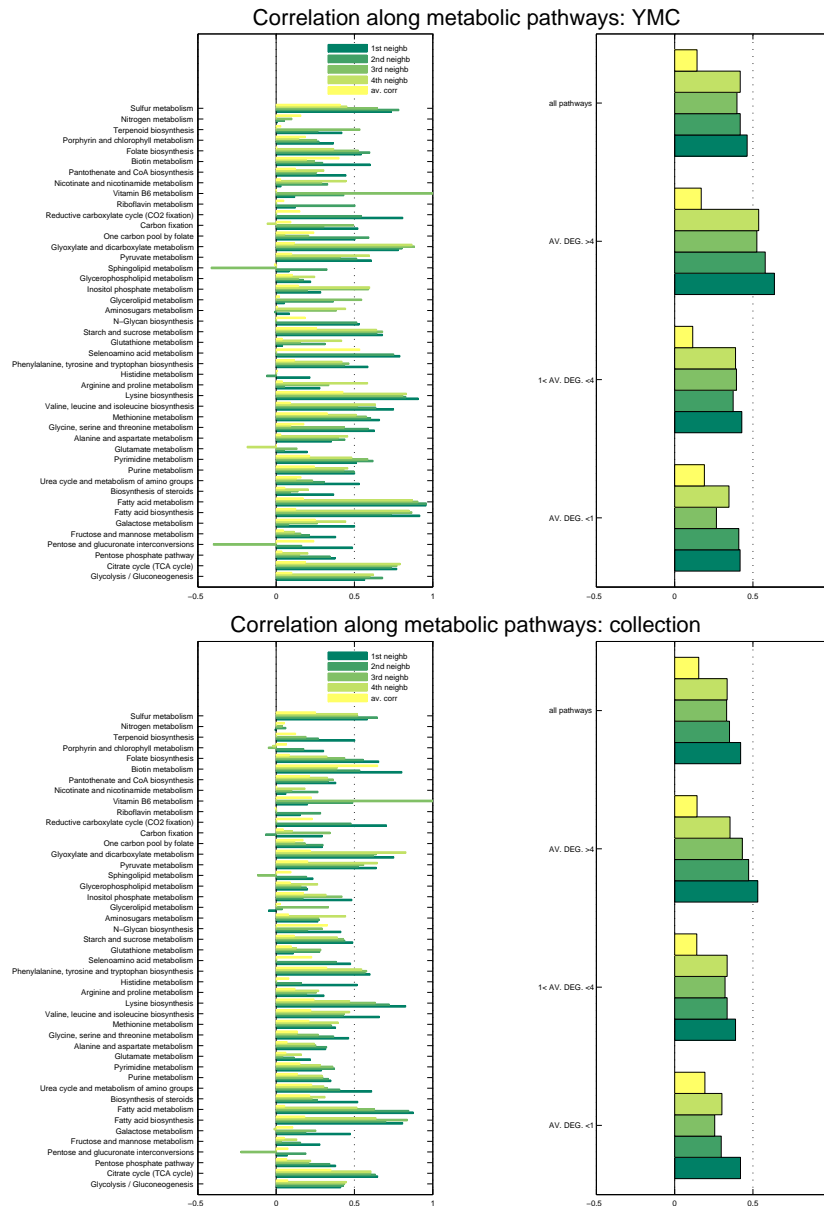 Correlation along metabolic pathways: YMC
1st neighb
2nd neighb
3rd neighb
4th neighb
av. corr
Sulfur metabolism
Nitrogen metabolism
Terpenoid biosynthesis
Porphyrin and chlorophyll metabolism
Folate biosynthesis
Biotin metabolism
Pantothenate and CoA biosynthesis
Nicotinate and nicotinamide metabolism
Vitamin B6 metabolism
Riboflavin metabolism
Reductive carboxylate cycle (CO2 fixation)
Carbon fixation
One carbon pool by folate
Glyoxylate and dicarboxylate metabolism
Pyruvate metabolism
Sphingolipid metabolism
Glycerophospholipid metabolism
Inositol phosphate metabolism
Glycerolipid metabolism
Aminosugars metabolism
N-Glycan biosynthesis
Starch and sucrose metabolism
Glutathione metabolism
Selenoamino acid metabolism
Phenylalanine, tyrosine and tryptophan biosynthesis
Histidine metabolism
Arginine and proline metabolism
Lysine biosynthesis
Valine, leucine and isoleucine biosynthesis
Methionine metabolism
Glycine, serine and threonine metabolism
Alanine and aspartate metabolism
Glutamate metabolism
Pyrimidine metabolism
Purine metabolism
Urea cycle and metabolism of amino groups
Biosynthesis of steroids
Fatty acid metabolism
Fatty acid biosynthesis
Galactose metabolism
Fructose and mannose metabolism
Pentose and glucuronate interconversions
Pentose phosphate pathway
Citrate cycle (TCA cycle)
Glycolysis / Gluconeogenesis
−0.5 0 0.5 1
all pathways
AV. DEG. >4
1< AV. DEG. <4
AV. DEG. <1
−0.5 0 0.5
Correlation along metabolic pathways: collection
1st neighb
2nd neighb
3rd neighb
4th neighb
av. corr
Sulfur metabolism
Nitrogen metabolism
Terpenoid biosynthesis
Porphyrin and chlorophyll metabolism
Folate biosynthesis
Biotin metabolism
Pantothenate and CoA biosynthesis
Nicotinate and nicotinamide metabolism
Vitamin B6 metabolism
Riboflavin metabolism
Reductive carboxylate cycle (CO2 fixation)
Carbon fixation
One carbon pool by folate
Glyoxylate and dicarboxylate metabolism
Pyruvate metabolism
Sphingolipid metabolism
Glycerophospholipid metabolism
Inositol phosphate metabolism
Glycerolipid metabolism
Aminosugars metabolism
N-Glycan biosynthesis
Starch and sucrose metabolism
Glutathione metabolism
Selenoamino acid metabolism
Phenylalanine, tyrosine and tryptophan biosynthesis
Histidine metabolism
Arginine and proline metabolism
Lysine biosynthesis
Valine, leucine and isoleucine biosynthesis
Methionine metabolism
Glycine, serine and threonine metabolism
Alanine and aspartate metabolism
Glutamate metabolism
Pyrimidine metabolism
Purine metabolism
Urea cycle and metabolism of amino groups
Biosynthesis of steroids
Fatty acid metabolism
Fatty acid biosynthesis
Galactose metabolism
Fructose and mannose metabolism
Pentose and glucuronate interconversions
Pentose phosphate pathway
Citrate cycle (TCA cycle)
Glycolysis / Gluconeogenesis
−0.5 0 0.5 1
all pathways
AV. DEG. >4
1< AV. DEG. <4
AV. DEG. <1
−0.5 0 0.5